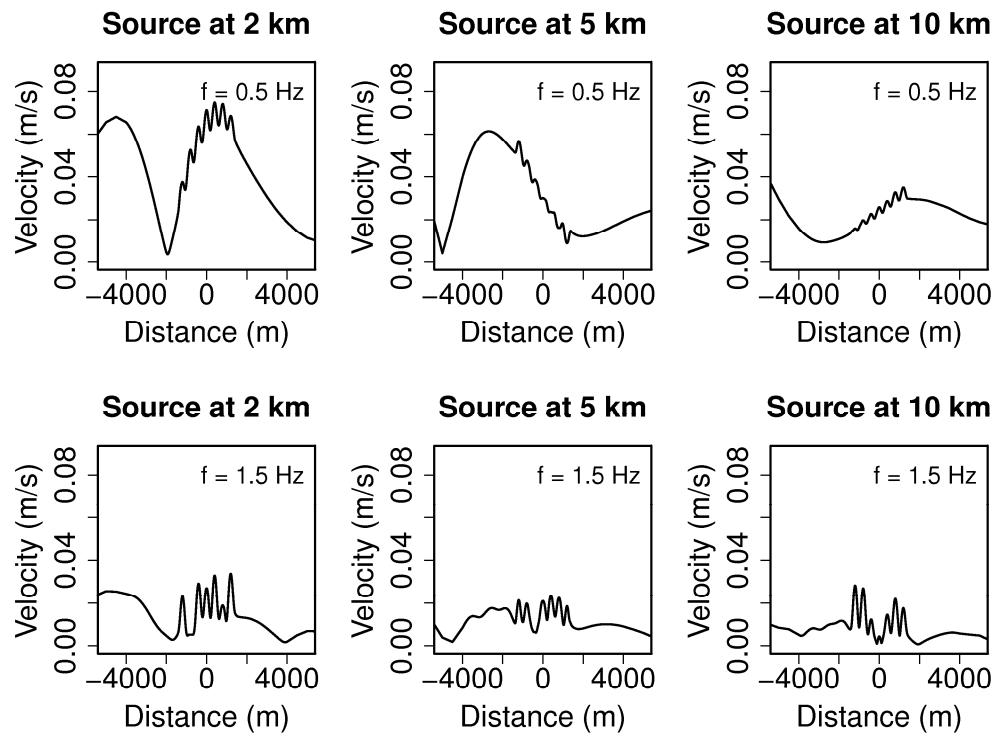 Source at 2 km
Source at 5 km
Source at 10 km
f = 0.5 Hz
f = 0.5 Hz
f = 0.5 Hz
Velocity (m/s)
0.00
0.04
0.08
Velocity (m/s)
0.00
0.04
0.08
Velocity (m/s)
0.00
0.04
0.08
−4000 0 4000
−4000 0 4000
−4000 0 4000
Distance (m)
Distance (m)
Distance (m)
Source at 2 km
Source at 5 km
Source at 10 km
f = 1.5 Hz
f = 1.5 Hz
f = 1.5 Hz
Velocity (m/s)
0.00
0.04
0.08
Velocity (m/s)
0.00
0.04
0.08
Velocity (m/s)
0.00
0.04
0.08
−4000 0 4000
−4000 0 4000
−4000 0 4000
Distance (m)
Distance (m)
Distance (m)